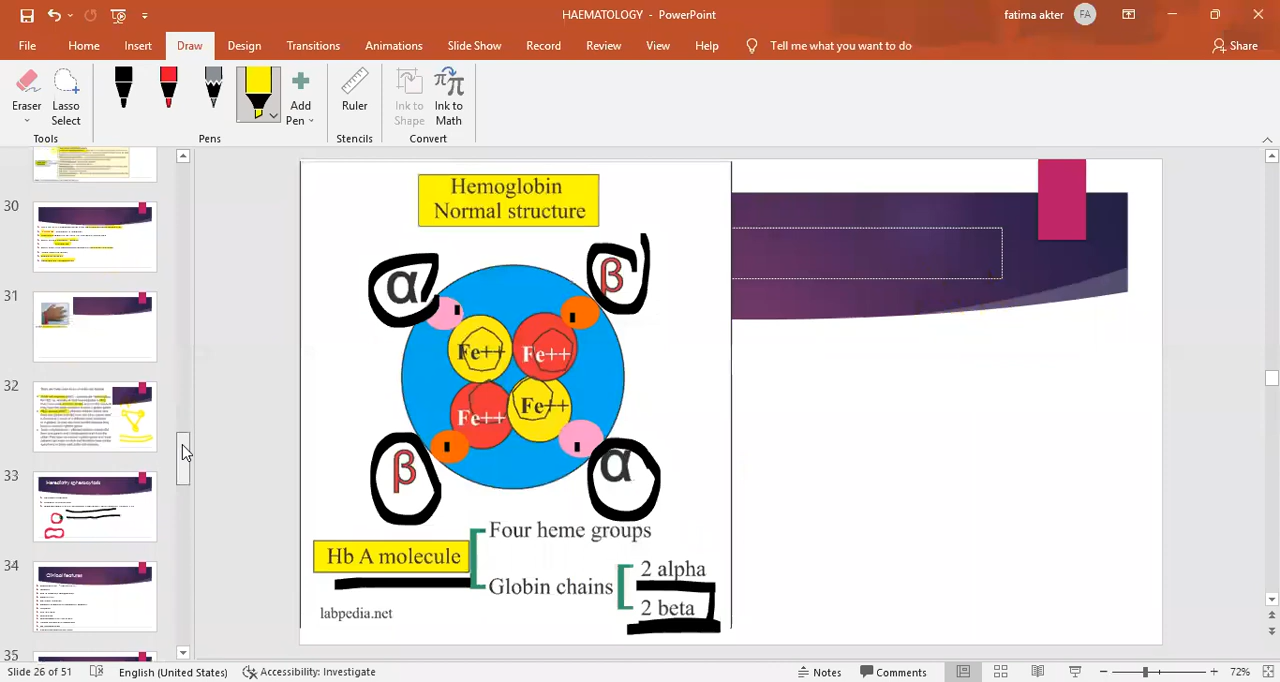 HAEMATOLOGY - PowerPoint
fatima akter
FA
File
Home
Insert
Draw
Design
Transitions
Animations
Slide Show
Record
Review
View
Help
Tell me what you want to do
Share
Eraser
Lasso
Select
Add
Pen
Ruler
Ink to
Shape
Ink to
Math
Tools
Pens
Stencils
Convert
30
31
32
33
Hereditary spherocytosis
34
Clinical features
35
Hemoglobin
Normal structure
α
β
Fe++
Fe++
Fe++
Fe++
β
α
Four heme groups
Hb A molecule
Globin chains
2 alpha
2 beta
labpedia.net
Slide 26 of 51
English (United States)
Accessibility: Investigate
Notes
Comments
72%